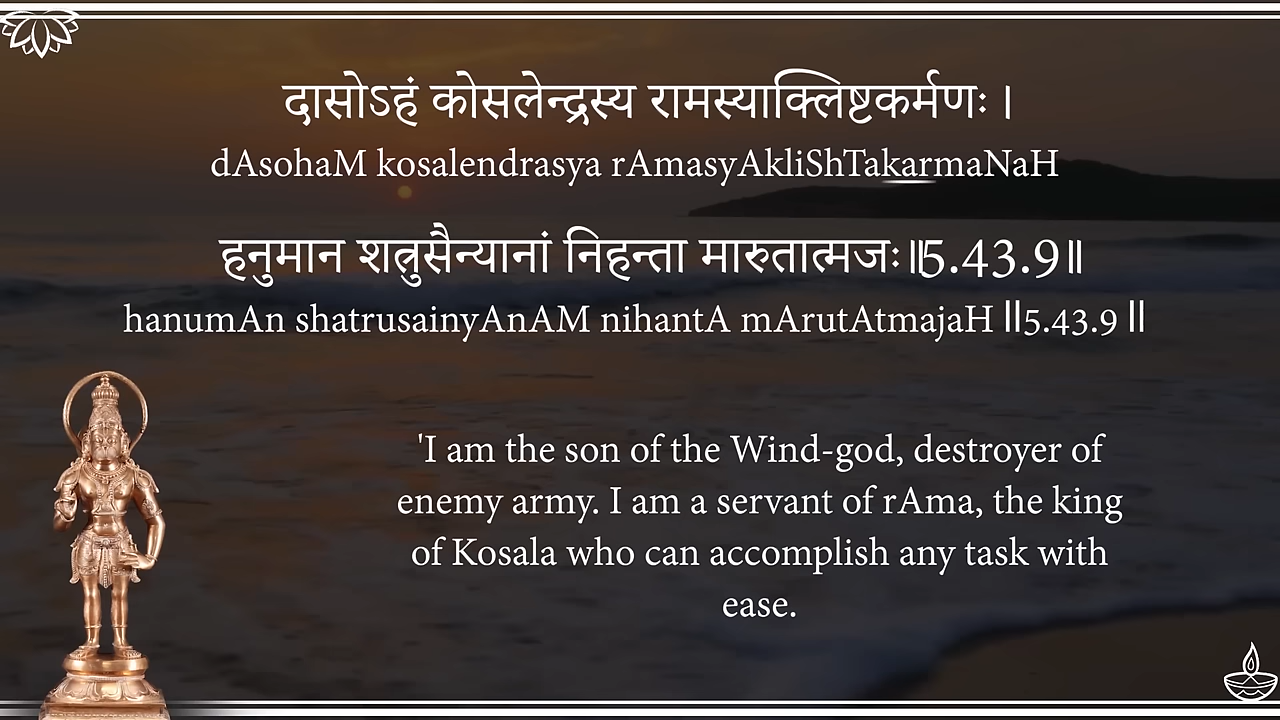 दासोऽहं कोसलेन्द्रस्य रामस्याक्लिष्टकर्मणः ।
dAsohaM kosalendrasya rAmasyAkliShTakarmaNaH
हनुमान शत्रुसैन्यानां निहन्ता मारुतात्मजः॥5.43.9॥
hanumAn shatrusainyAnAM nihantA mArutAtmajaH ||5.43.9 ||
'I am the son of the Wind-god, destroyer of
enemy army. I am a servant of rAma, the king
of Kosala who can accomplish any task with
ease.